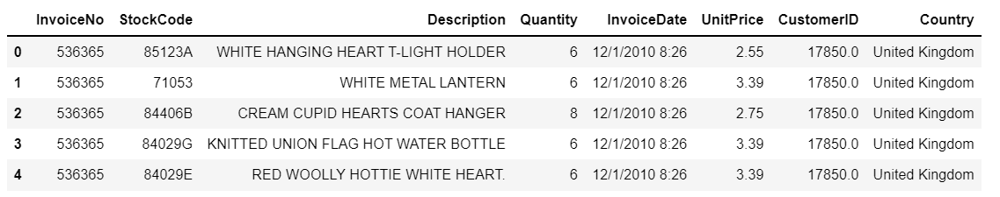 InvoiceNo StockCode Description Quantity InvoiceDate UnitPrice CustomerID Country
0 536365 85123A WHITE HANGING HEART T-LIGHT HOLDER 6 12/1/2010 8:26 2.55 17850.0 United Kingdom
1 536365 71053 WHITE METAL LANTERN 6 12/1/2010 8:26 3.39 17850.0 United Kingdom
2 536365 84406B CREAM CUPID HEARTS COAT HANGER 8 12/1/2010 8:26 2.75 17850.0 United Kingdom
3 536365 84029G KNITTED UNION FLAG HOT WATER BOTTLE 6 12/1/2010 8:26 3.39 17850.0 United Kingdom
4 536365 84029E RED WOOLLY HOTTIE WHITE HEART. 6 12/1/2010 8:26 3.39 17850.0 United Kingdom